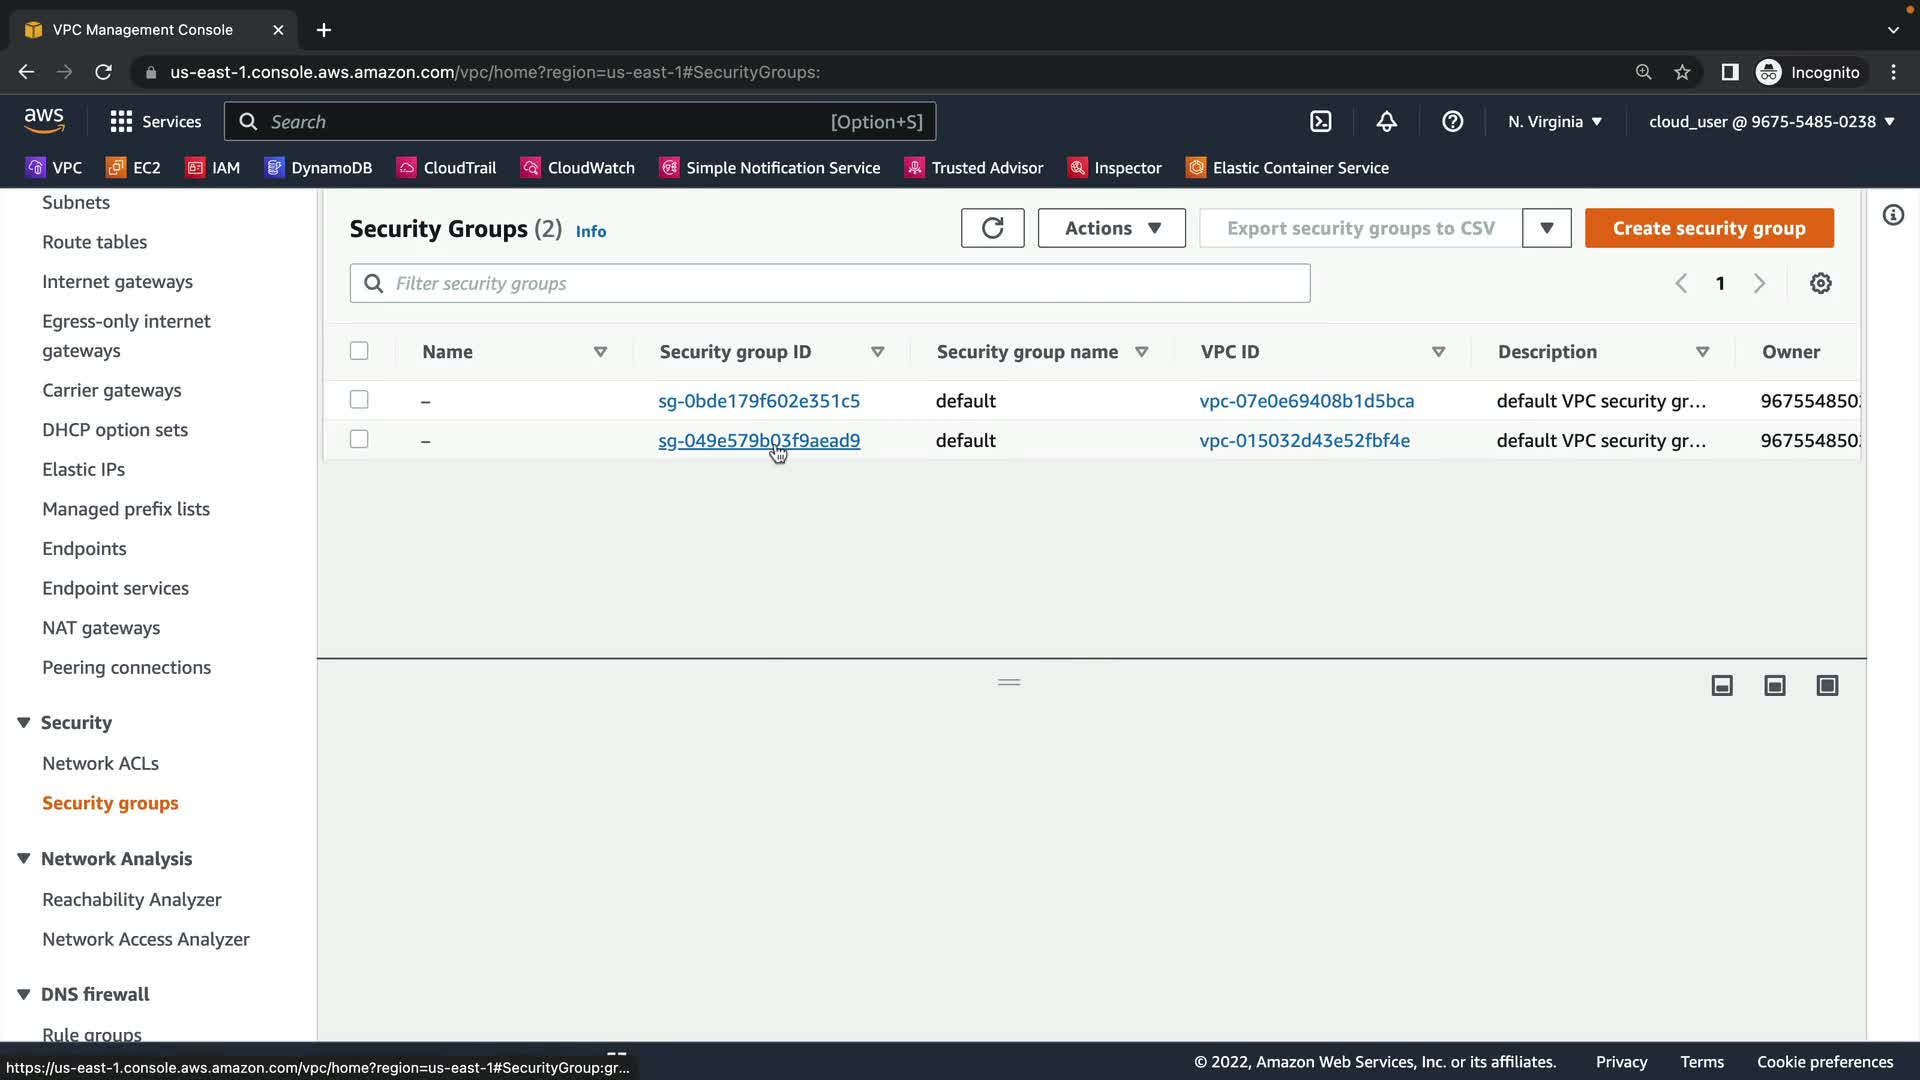 VPC Management Console
us-east-1.console.aws.amazon.com/vpc/home?region=us-east-1#SecurityGroups:
Incognito
aws
Services
Search
[Option+S]
N. Virginia
cloud_user @ 9675-5485-0238
VPC
EC2
IAM
DynamoDB
CloudTrail
CloudWatch
Simple Notification Service
Trusted Advisor
Inspector
Elastic Container Service
Subnets
Route tables
Internet gateways
Egress-only internet
gateways
Carrier gateways
DHCP option sets
Elastic IPs
Managed prefix lists
Endpoints
Endpoint services
NAT gateways
Peering connections
Security
Network ACLs
Security groups
Network Analysis
Reachability Analyzer
Network Access Analyzer
DNS firewall
Rule groups
Security Groups (2) Info
Actions
Export security groups to CSV
Create security group
Filter security groups
1
Name Security group ID Security group name VPC ID Description Owner
– sg-0bde179f602e351c5 default vpc-07e0e69408b1d5bca default VPC security gr... 967554850
– sg-049e579b03f9aead9 default vpc-015032d43e52fbf4e default VPC security gr... 967554850
https://us-east-1.console.aws.amazon.com/vpc/home?region=us-east-1#SecurityGroup:gr...
© 2022, Amazon Web Services, Inc. or its affiliates.
Privacy
Terms
Cookie preferences